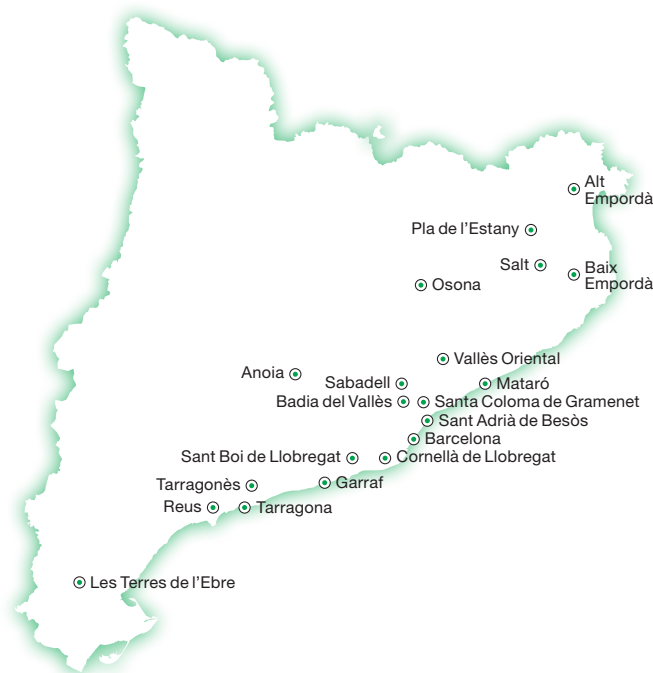 Alt
Empordà
Pla de l’Estany
Salt
Baix
Empordà
Osona
Vallès Oriental
Anoia
Sabadell
Mataró
Badia del Vallès
Santa Coloma de Gramenet
Sant Adrià de Besòs
Barcelona
Sant Boi de Llobregat
Cornellà de Llobregat
Tarragonès
Garraf
Reus
Tarragona
Les Terres de l’Ebre